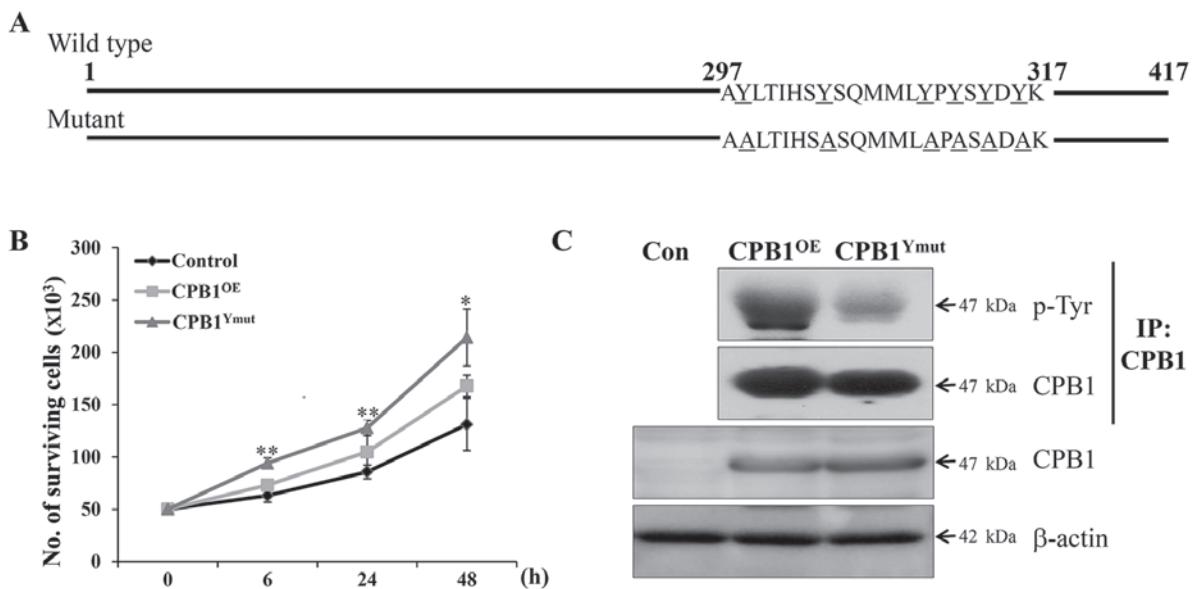 A
Wild type
1 297 317 417
AYLTIHSYSQMMLYPYSYDYK
Mutant
AALTIHSASQMMLAPASADAK
B
No. of surviving cells (x10³)
300
250
200
150
100
50
0
Control
CPB1ᴼᴱ
CPB1ʸᵐᵘᵗ
**
**
*
0 6 24 48 (h)
C
Con CPB1ᴼᴱ CPB1ʸᵐᵘᵗ
←47 kDa p-Tyr
←47 kDa CPB1
IP:
CPB1
←47 kDa CPB1
←42 kDa β-actin